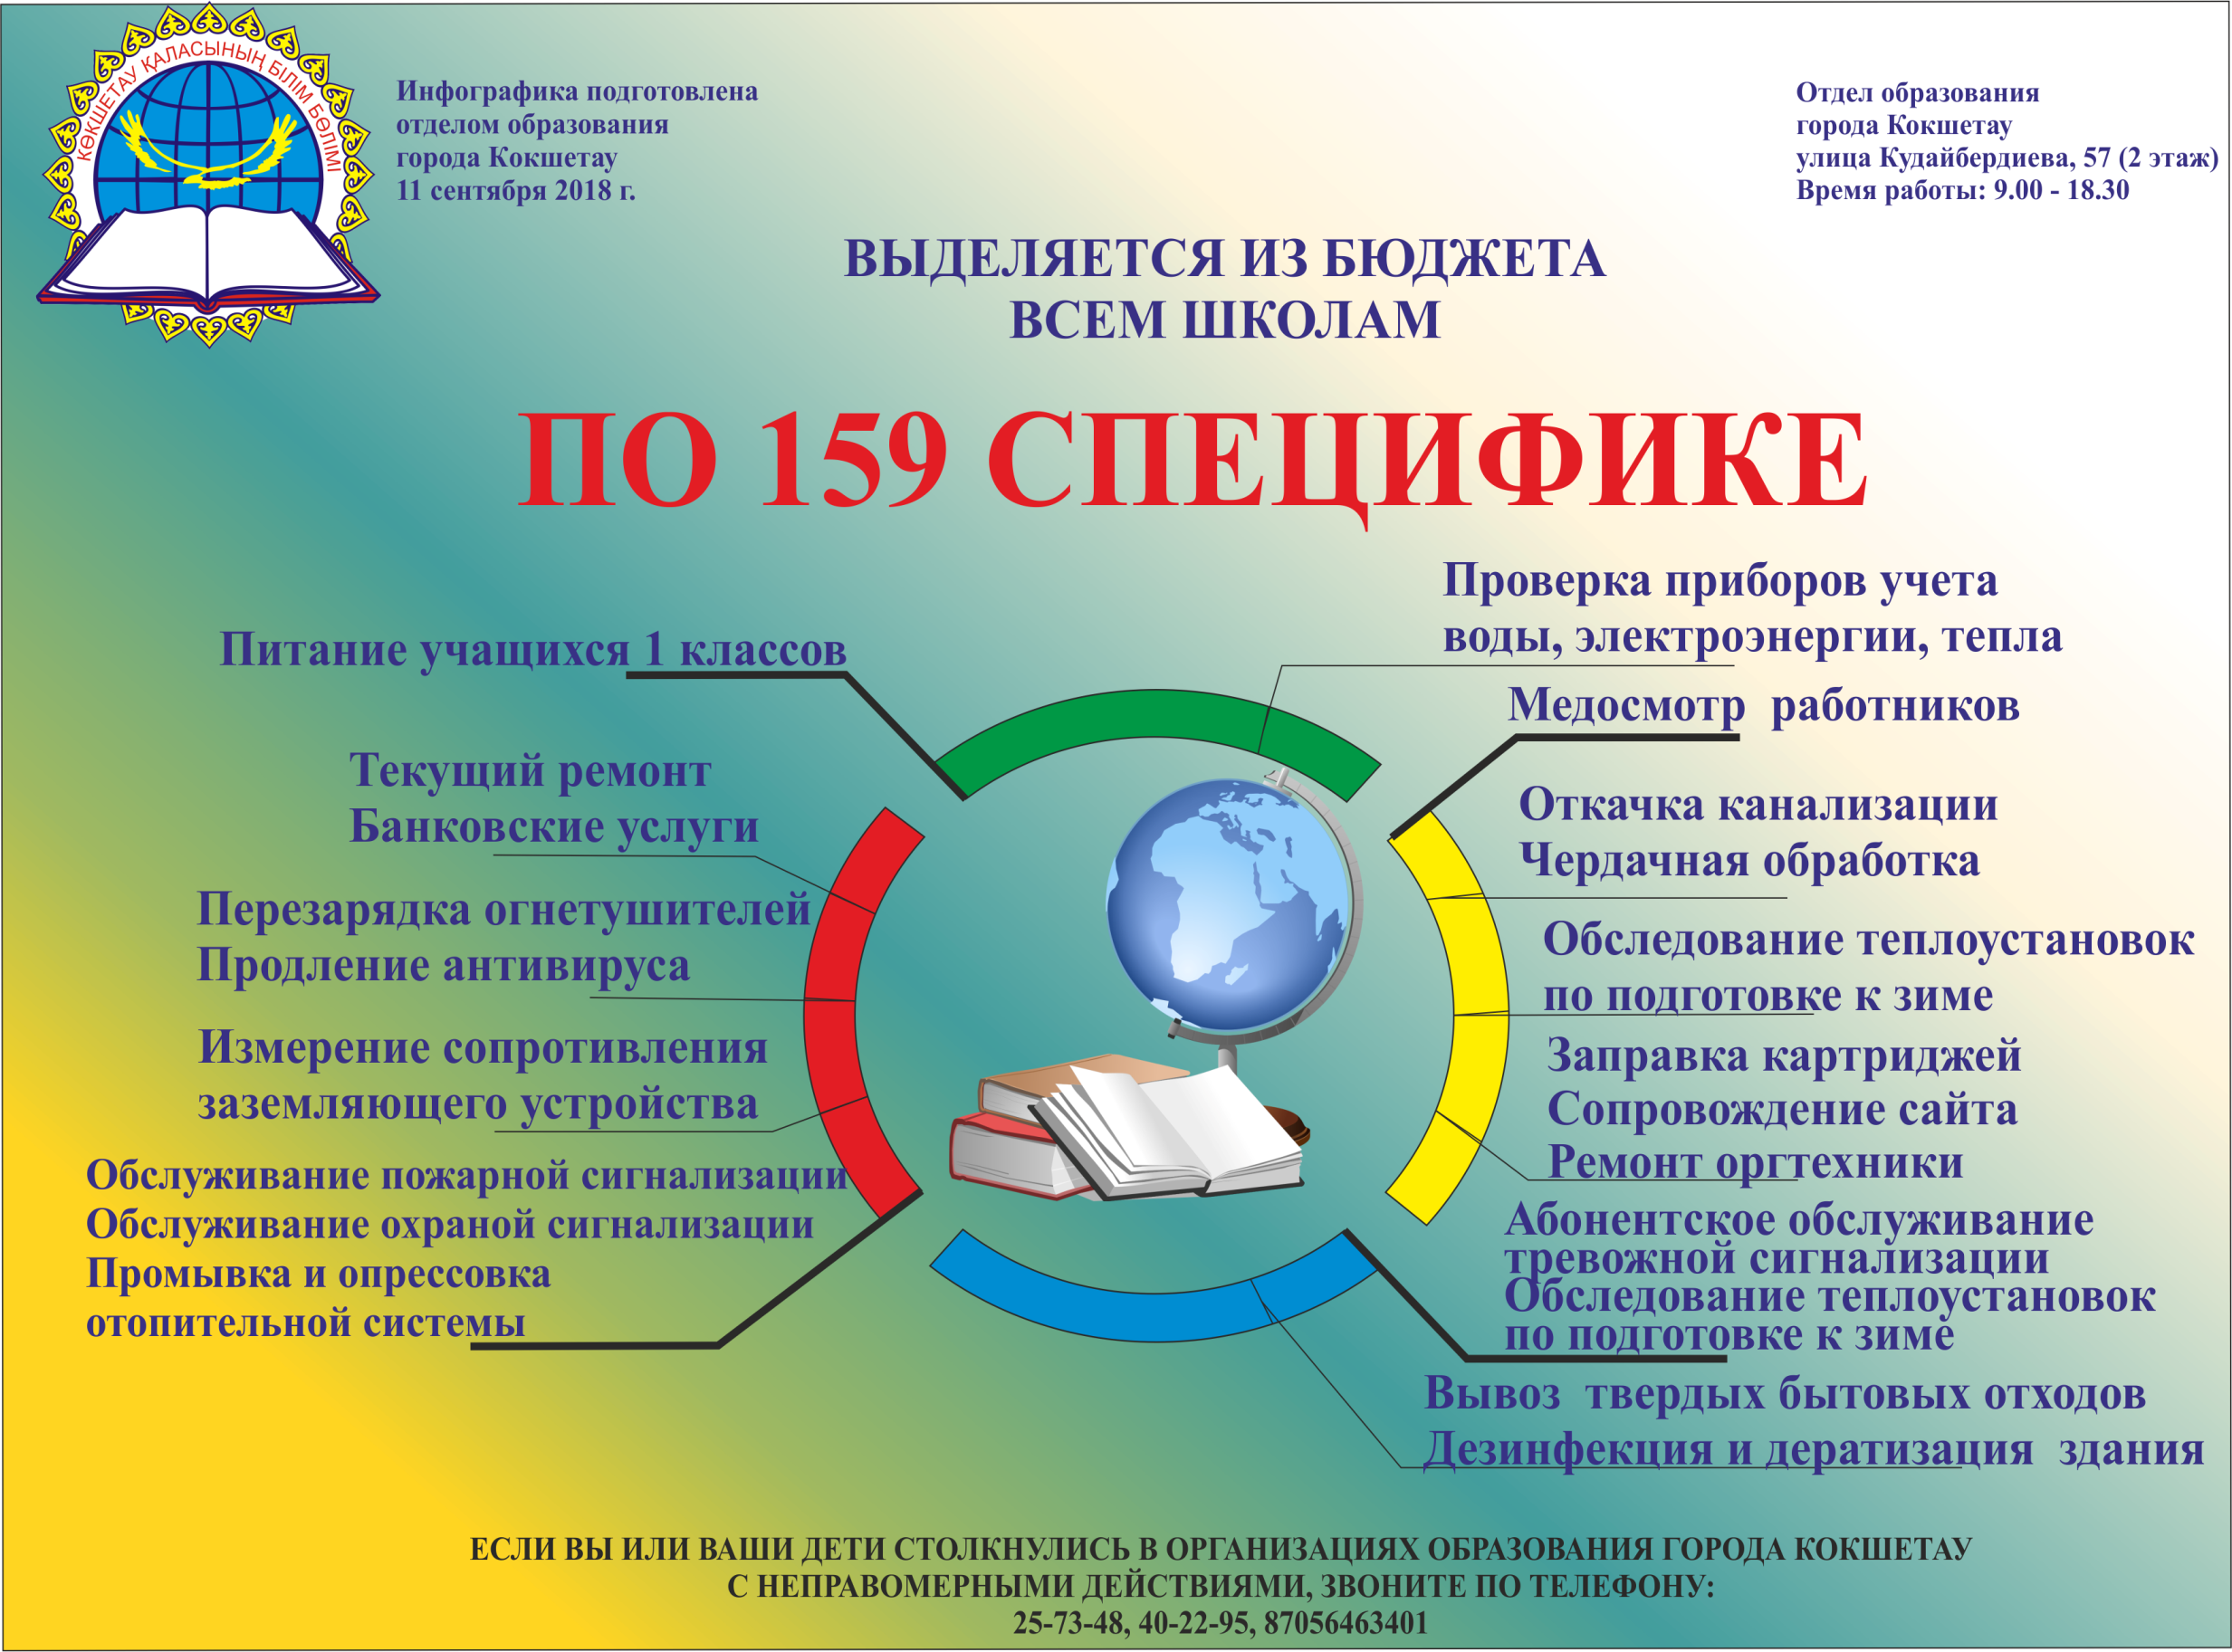 КӨКШЕТАУ ҚАЛАСЫНЫҢ БІЛІМ БӨЛІМІ
Инфографика подготовлена
отделом образования
города Кокшетау
11 сентября 2018 г.
Отдел образования
города Кокшетау
улица Кудайбердиева, 57 (2 этаж)
Время работы: 9.00 - 18.30
ВЫДЕЛЯЕТСЯ ИЗ БЮДЖЕТА
ВСЕМ ШКОЛАМ
ПО 159 СПЕЦИФИКЕ
Питание учащихся 1 классов
Текущий ремонт
Банковские услуги
Перезарядка огнетушителей
Продление антивируса
Измерение сопротивления
заземляющего устройства
Обслуживание пожарной сигнализации
Обслуживание охраной сигнализации
Промывка и опрессовка
отопительной системы
Проверка приборов учета
воды, электроэнергии, тепла
Медосмотр работников
Откачка канализации
Чердачная обработка
Обследование теплоустановок
по подготовке к зиме
Заправка картриджей
Сопровождение сайта
Ремонт оргтехники
Абонентское обслуживание
тревожной сигнализации
Обследование теплоустановок
по подготовке к зиме
Вывоз твердых бытовых отходов
Дезинфекция и дератизация здания
ЕСЛИ ВЫ ИЛИ ВАШИ ДЕТИ СТОЛКНУЛИСЬ В ОРГАНИЗАЦИЯХ ОБРАЗОВАНИЯ ГОРОДА КОКШЕТАУ
С НЕПРАВОМЕРНЫМИ ДЕЙСТВИЯМИ, ЗВОНИТЕ ПО ТЕЛЕФОНУ:
25-73-48, 40-22-95, 87056463401